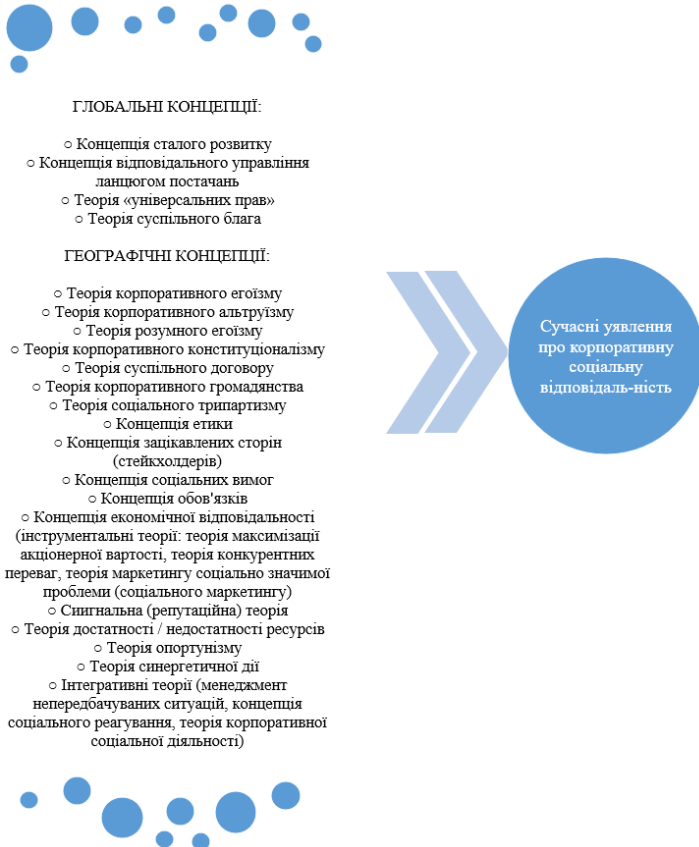 ГЛОБАЛЬНІ КОНЦЕПЦІЇ:
○ Концепція сталого розвитку
○ Концепція відповідального управління
ланцюгом постачань
○ Теорія «універсальних прав»
○ Теорія суспільного блага
ГЕОГРАФІЧНІ КОНЦЕПЦІЇ:
○ Теорія корпоративного егоїзму
○ Теорія корпоративного альтруїзму
○ Теорія розумного егоїзму
○ Теорія корпоративного конституціоналізму
○ Теорія суспільного договору
○ Теорія корпоративного громадянства
○ Теорія соціального трипартизму
○ Концепція етики
○ Концепція зацікавлених сторін
(стейкхолдерів)
○ Концепція соціальних вимог
○ Концепція обов'язків
○ Концепція економічної відповідальності
(інструментальні теорії: теорія максимізації
акціонерної вартості, теорія конкурентних
переваг, теорія маркетингу соціально значимої
проблеми (соціального маркетингу)
○ Сиигнальна (репутаційна) теорія
○ Теорія достатності / недостатності ресурсів
○ Теорія опортунізму
○ Теорія синергетичної дії
○ Інтегративні теорії (менеджмент
непередбачуваних ситуацій, концепція
соціального реагування, теорія корпоративної
соціальної діяльності)
Сучасні уявлення
про корпоративну
соціальну
відповідаль-ність